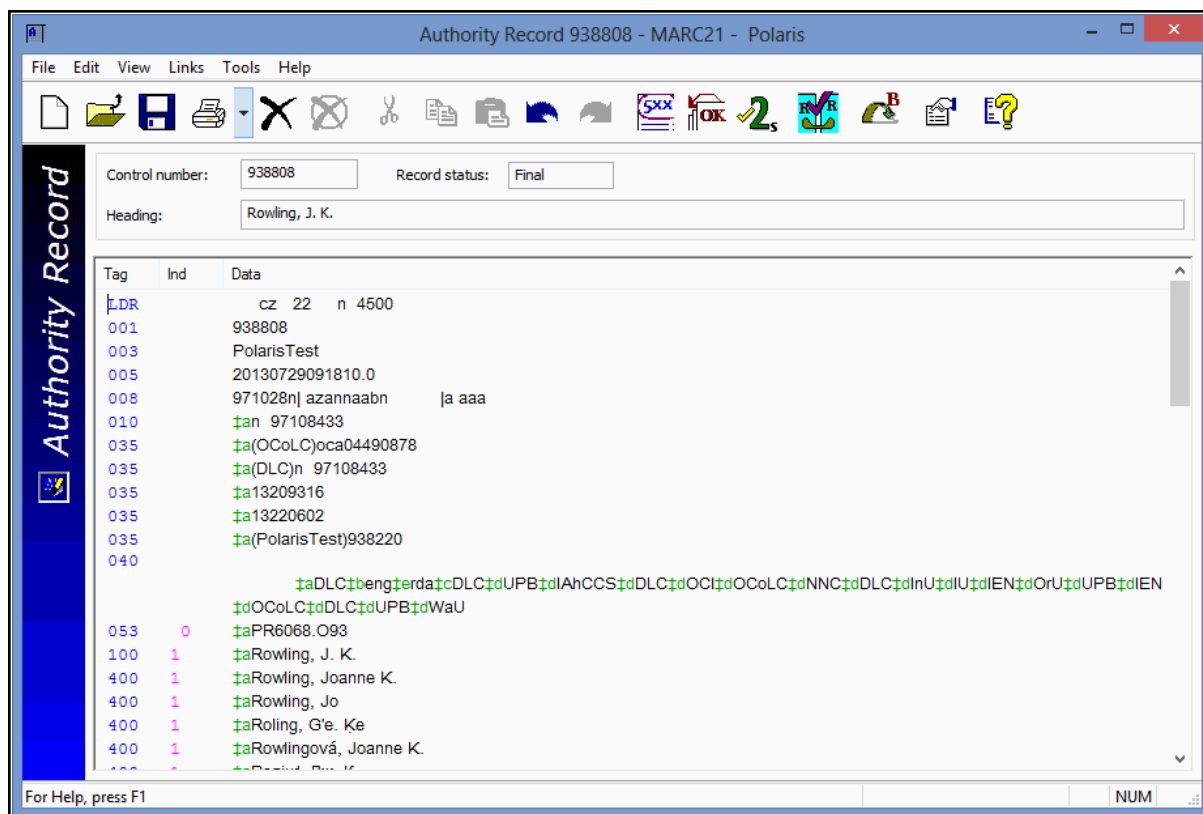 Authority Record 938808 - MARC21 - Polaris
File Edit View Links Tools Help
5XX OK 2s R R B
Authority Record
Control number: 938808 Record status: Final
Heading: Rowling, J. K.
Tag Ind Data
LDR cz 22 n 4500
001 938808
003 PolarisTest
005 20130729091810.0
008 971028n| azannaabn |a aaa
010 ‡an 97108433
035 ‡a(OCoLC)oca04490878
035 ‡a(DLC)n 97108433
035 ‡a13209316
035 ‡a13220602
035 ‡a(PolarisTest)938220
040
‡aDLC‡beng‡erda‡cDLC‡dUPB‡dIAhCCS‡dDLC‡dOCl‡dOCoLC‡dNNC‡dDLC‡dInU‡dIU‡dIEN‡dOrU‡dUPB‡dIEN
‡dOCoLC‡dDLC‡dUPB‡dWaU
053 0 ‡aPR6068.O93
100 1 ‡aRowling, J. K.
400 1 ‡aRowling, Joanne K.
400 1 ‡aRowling, Jo
400 1 ‡aRoling, G'e. Ḳe
400 1 ‡aRowlingová, Joanne K.
For Help, press F1 NUM